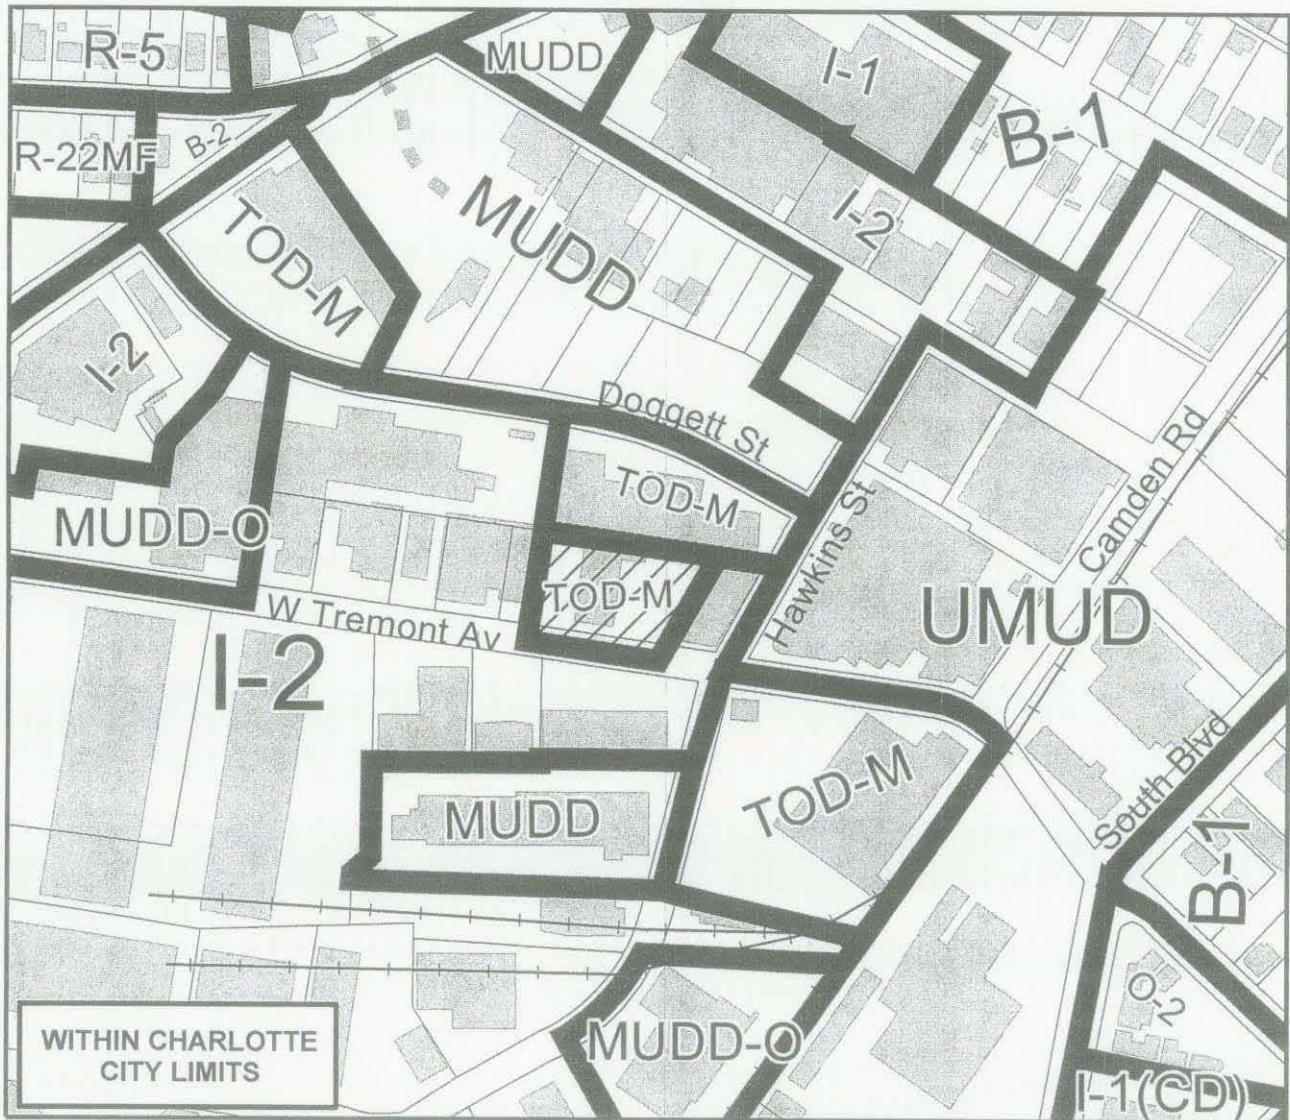 R-5
MUDD
I-1
B-1
R-22MF
B-2
TOD-M
MUDD
I-2
I-2
Doggett St
Camden Rd
TOD-M
Hawkins St
MUDD-O
TOD-M
UMUD
W Tremont Av
I-2
TOD-M
MUDD
South Blvd
B-1
O-2
MUDD-O
I-1(CD)
WITHIN CHARLOTTE
CITY LIMITS